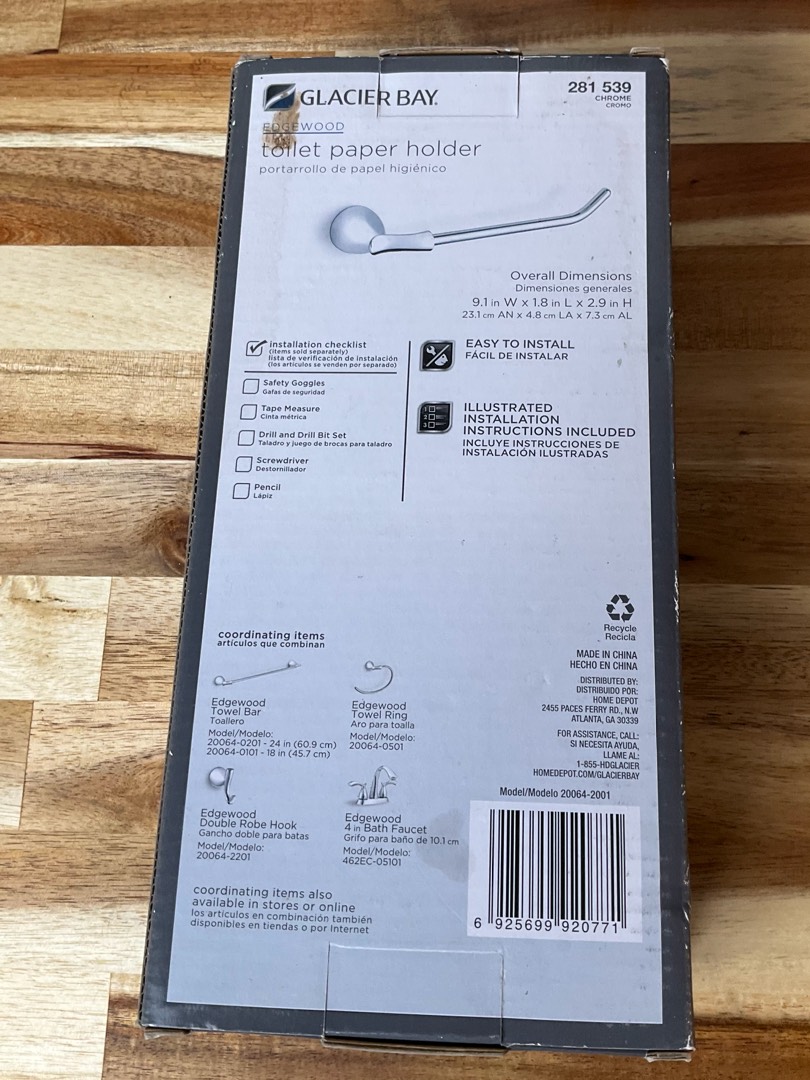 GLACIER BAY.
281 539
CHROME
CROMO
EDGEWOOD
toilet paper holder
portarrollo de papel higiénico
Overall Dimensions
Dimensiones generales
9.1 in W x 1.8 in L x 2.9 in H
23.1 cm AN x 4.8 cm LA x 7.3 cm AL
installation checklist
(items sold separately)
lista de verificación de instalación
(los artículos se venden por separado)
Safety Goggles
Gafas de seguridad
Tape Measure
Cinta métrica
Drill and Drill Bit Set
Taladro y juego de brocas para taladro
Screwdriver
Destornillador
Pencil
Lápiz
EASY TO INSTALL
FÁCIL DE INSTALAR
1
2
3
ILLUSTRATED
INSTALLATION
INSTRUCTIONS INCLUDED
INCLUYE INSTRUCCIONES DE
INSTALACIÓN ILUSTRADAS
coordinating items
artículos que combinan
Edgewood
Towel Bar
Toallero
Model/Modelo:
20064-0201 - 24 in (60.9 cm)
20064-0101 - 18 in (45.7 cm)
Edgewood
Towel Ring
Aro para toalla
Model/Modelo:
20064-0501
Edgewood
Double Robe Hook
Gancho doble para batas
Model/Modelo:
20064-2201
Edgewood
4 in Bath Faucet
Grifo para baño de 10.1 cm
Model/Modelo:
462EC-05101
coordinating items also
available in stores or online
los artículos en combinación también
disponibles en tiendas o por Internet
Recycle
Recicla
MADE IN CHINA
HECHO EN CHINA
DISTRIBUTED BY:
DISTRIBUIDO POR:
HOME DEPOT
2455 PACES FERRY RD., N.W
ATLANTA, GA 30339
FOR ASSISTANCE, CALL:
SI NECESITA AYUDA,
LLAME AL:
1-855-HDGLACIER
HOMEDEPOT.COM/GLACIERBAY
Model/Modelo 20064-2001
6 925699 920771